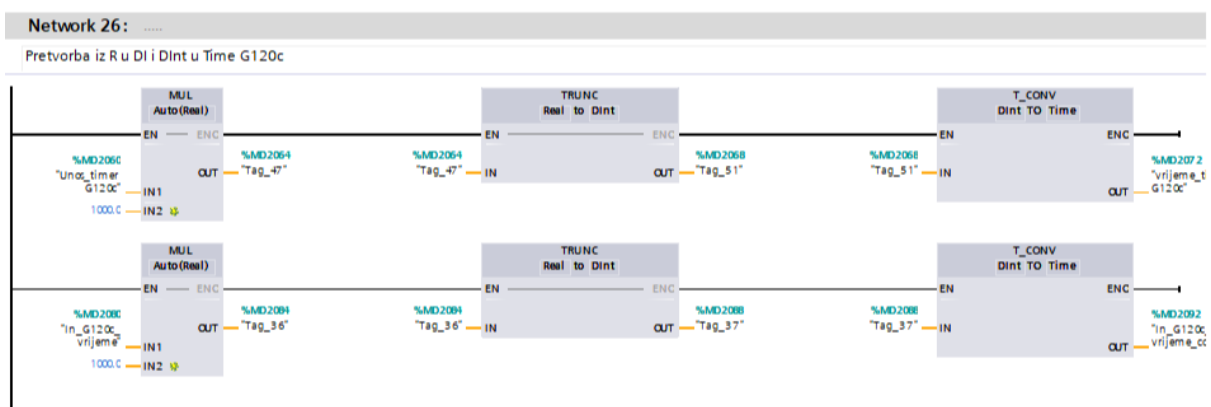 Network 26: .....
Pretvorba iz R u DI i DInt u Time G120c
MUL
Auto(Real)
TRUNC
Real to DInt
T_CONV
DInt TO Time
EN ENO
EN ENO
EN ENO
%MD2060
"Unos_timer
G120c"
IN1
1000.0
IN2
OUT
%MD2064
"Tag_47"
%MD2064
"Tag_47"
IN
OUT
%MD2068
"Tag_51"
%MD2068
"Tag_51"
IN
OUT
%MD2072
"vrijeme_t
G120c"
MUL
Auto(Real)
TRUNC
Real to DInt
T_CONV
DInt TO Time
EN ENO
EN ENO
EN ENO
%MD2080
"In_G120c_
vrijeme"
IN1
1000.0
IN2
OUT
%MD2084
"Tag_36"
%MD2084
"Tag_36"
IN
OUT
%MD2088
"Tag_37"
%MD2088
"Tag_37"
IN
OUT
%MD2092
"In_G120c_
vrijeme_co